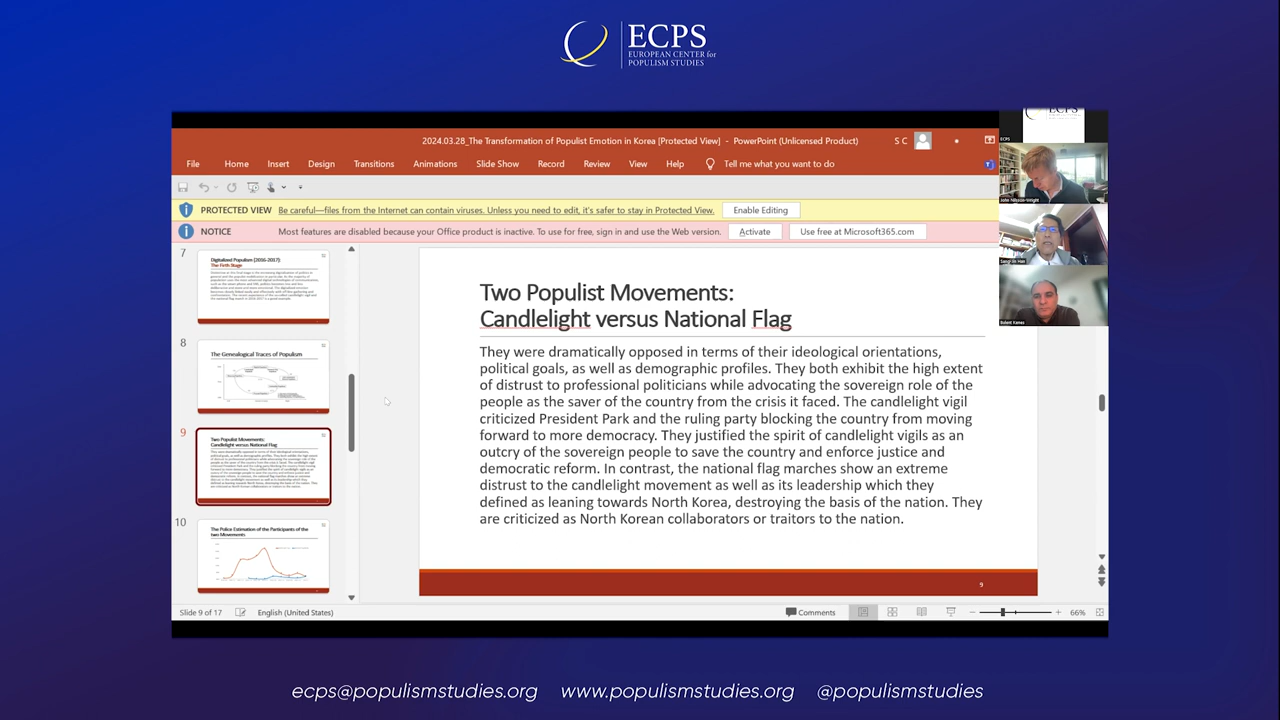 ECPS
EUROPEAN CENTER for
POPULISM STUDIES
2024.03.28_The Transformation of Populist Emotion in Korea [Protected View] - PowerPoint (Unlicensed Product)
S C
File Home Insert Design Transitions Animations Slide Show Record Review View Help Tell me what you want to do
PROTECTED VIEW Be careful—files from the Internet can contain viruses. Unless you need to edit, it's safer to stay in Protected View. Enable Editing
NOTICE Most features are disabled because your Office product is inactive. To use for free, sign in and use the Web version. Activate Use free at Microsoft365.com
ECPS
John Nilsson-Wright
Sang-Jin Han
Bulent Kenes
7
Digitalized Populism (2016-2017):
The Firth Stage
8
The Genealogical Traces of Populism
9
Two Populist Movements:
Candlelight versus National Flag
10
The Police Estimation of the Participants of the
two Movements
Two Populist Movements:
Candlelight versus National Flag
They were dramatically opposed in terms of their ideological orientations,
political goals, as well as demographic profiles. They both exhibit the high extent
of distrust to professional politicians while advocating the sovereign role of the
people as the saver of the country from the crisis it faced. The candlelight vigil
criticized President Park and the ruling party blocking the country from moving
forward to more democracy. They justified the spirit of candlelight vigils as an
outcry of the sovereign people to save the country and enforce justice and
democratic reform. In contrast, the national flag marches show an extreme
distrust to the candlelight movement as well as its leadership which they
defined as leaning towards North Korea, destroying the basis of the nation. They
are criticized as North Korean collaborators or traitors to the nation.
9
Slide 9 of 17 English (United States) Comments 66%
ecps@populismstudies.org www.populismstudies.org @populismstudies